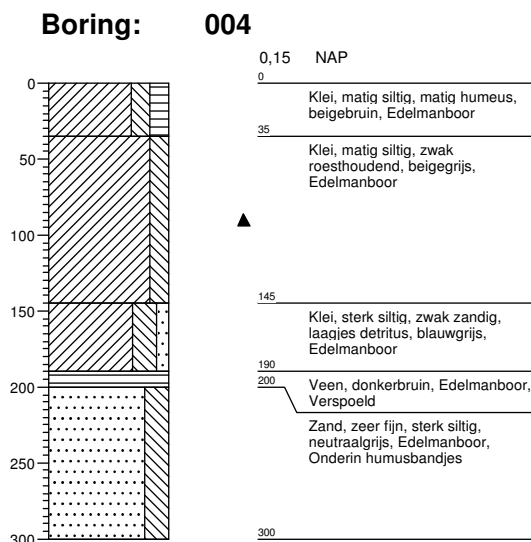 Boring: 004
0,15 NAP
0
50
100
150
200
250
300
0
Klei, matig siltig, matig humeus,
beigebruin, Edelmanboor
35
Klei, matig siltig, zwak
roesthoudend, beigegrijs,
Edelmanboor
145
Klei, sterk siltig, zwak zandig,
laagjes detritus, blauwgrijs,
Edelmanboor
190
Veen, donkerbruin, Edelmanboor,
Verspoeld
200
Zand, zeer fijn, sterk siltig,
neutraalgrijs, Edelmanboor,
Onderin humusbandjes
300